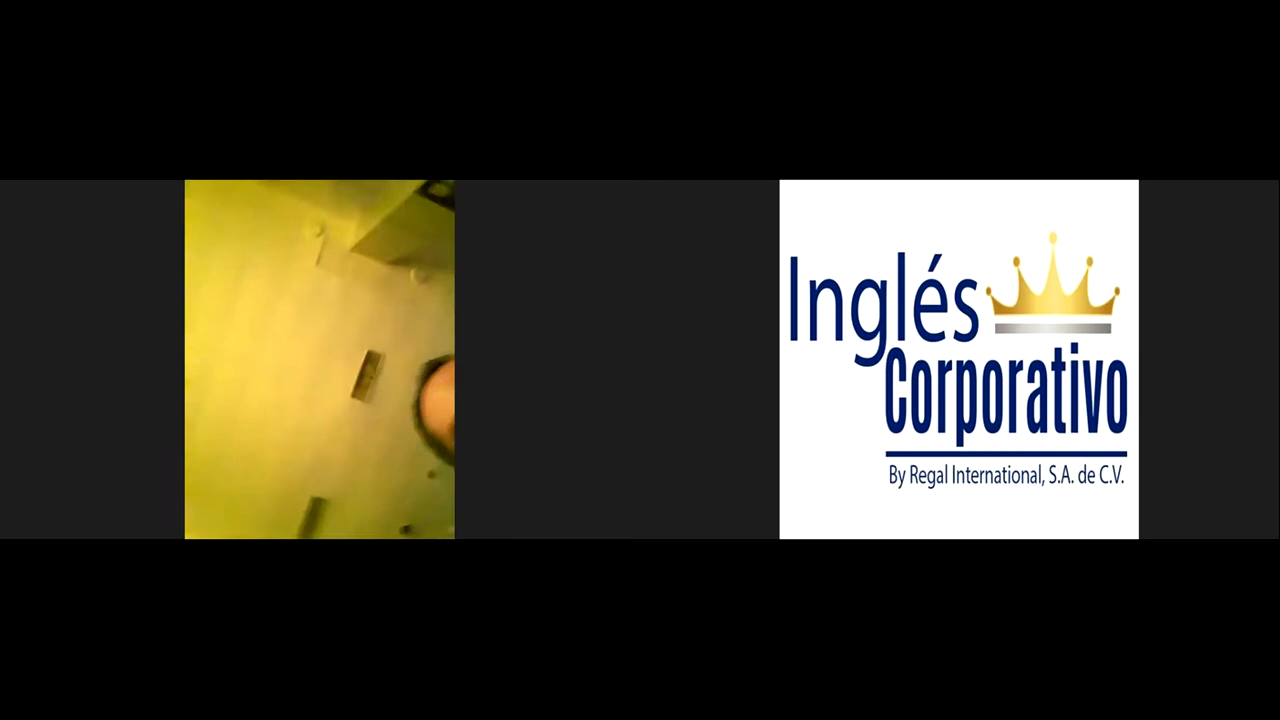 Inglés
Corporativo
By Regal International, S.A. de C.V.